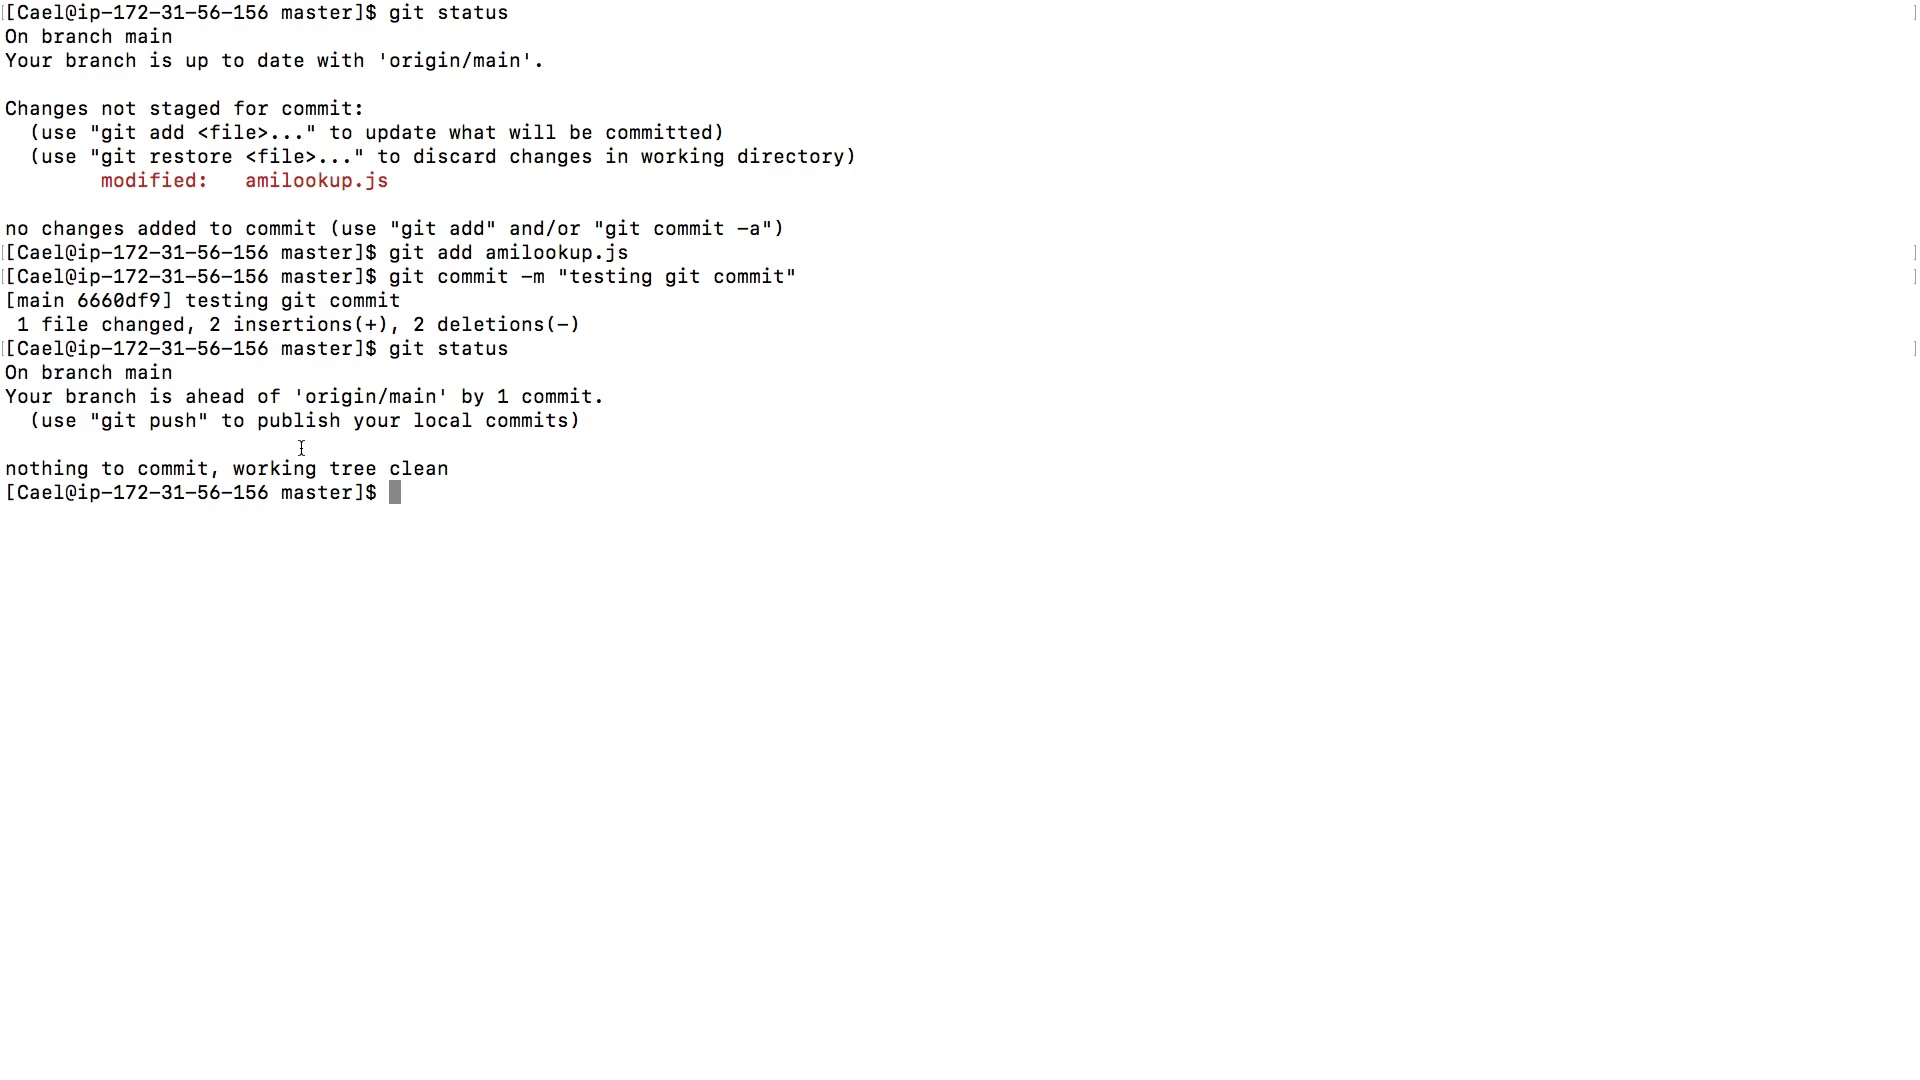 [Cael@ip-172-31-56-156 master]$ git status
On branch main
Your branch is up to date with 'origin/main'.

Changes not staged for commit:
  (use "git add <file>..." to update what will be committed)
  (use "git restore <file>..." to discard changes in working directory)
        modified:   amilookup.js

no changes added to commit (use "git add" and/or "git commit -a")
[Cael@ip-172-31-56-156 master]$ git add amilookup.js
[Cael@ip-172-31-56-156 master]$ git commit -m "testing git commit"
[main 6660df9] testing git commit
 1 file changed, 2 insertions(+), 2 deletions(-)
[Cael@ip-172-31-56-156 master]$ git status
On branch main
Your branch is ahead of 'origin/main' by 1 commit.
  (use "git push" to publish your local commits)

nothing to commit, working tree clean
[Cael@ip-172-31-56-156 master]$